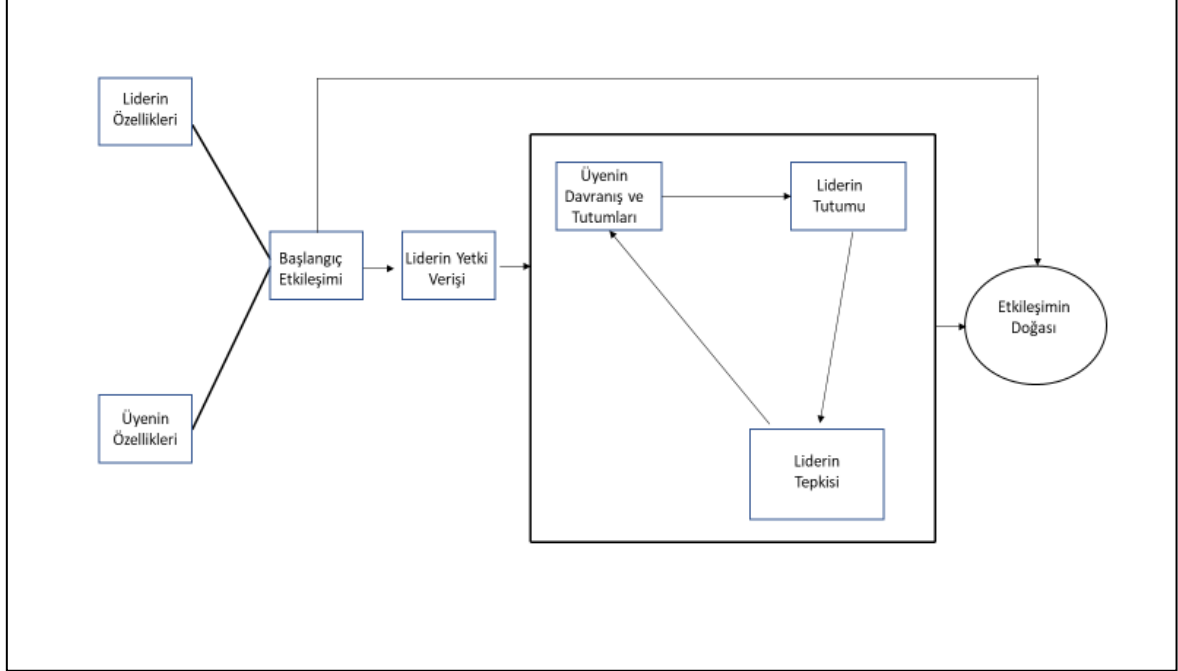 Liderin
Özellikleri
Üyenin
Özellikleri
Başlangıç
Etkileşimi
Liderin Yetki
Verişi
Üyenin
Davranış ve
Tutumları
Liderin
Tutumu
Liderin
Tepkisi
Etkileşimin
Doğası